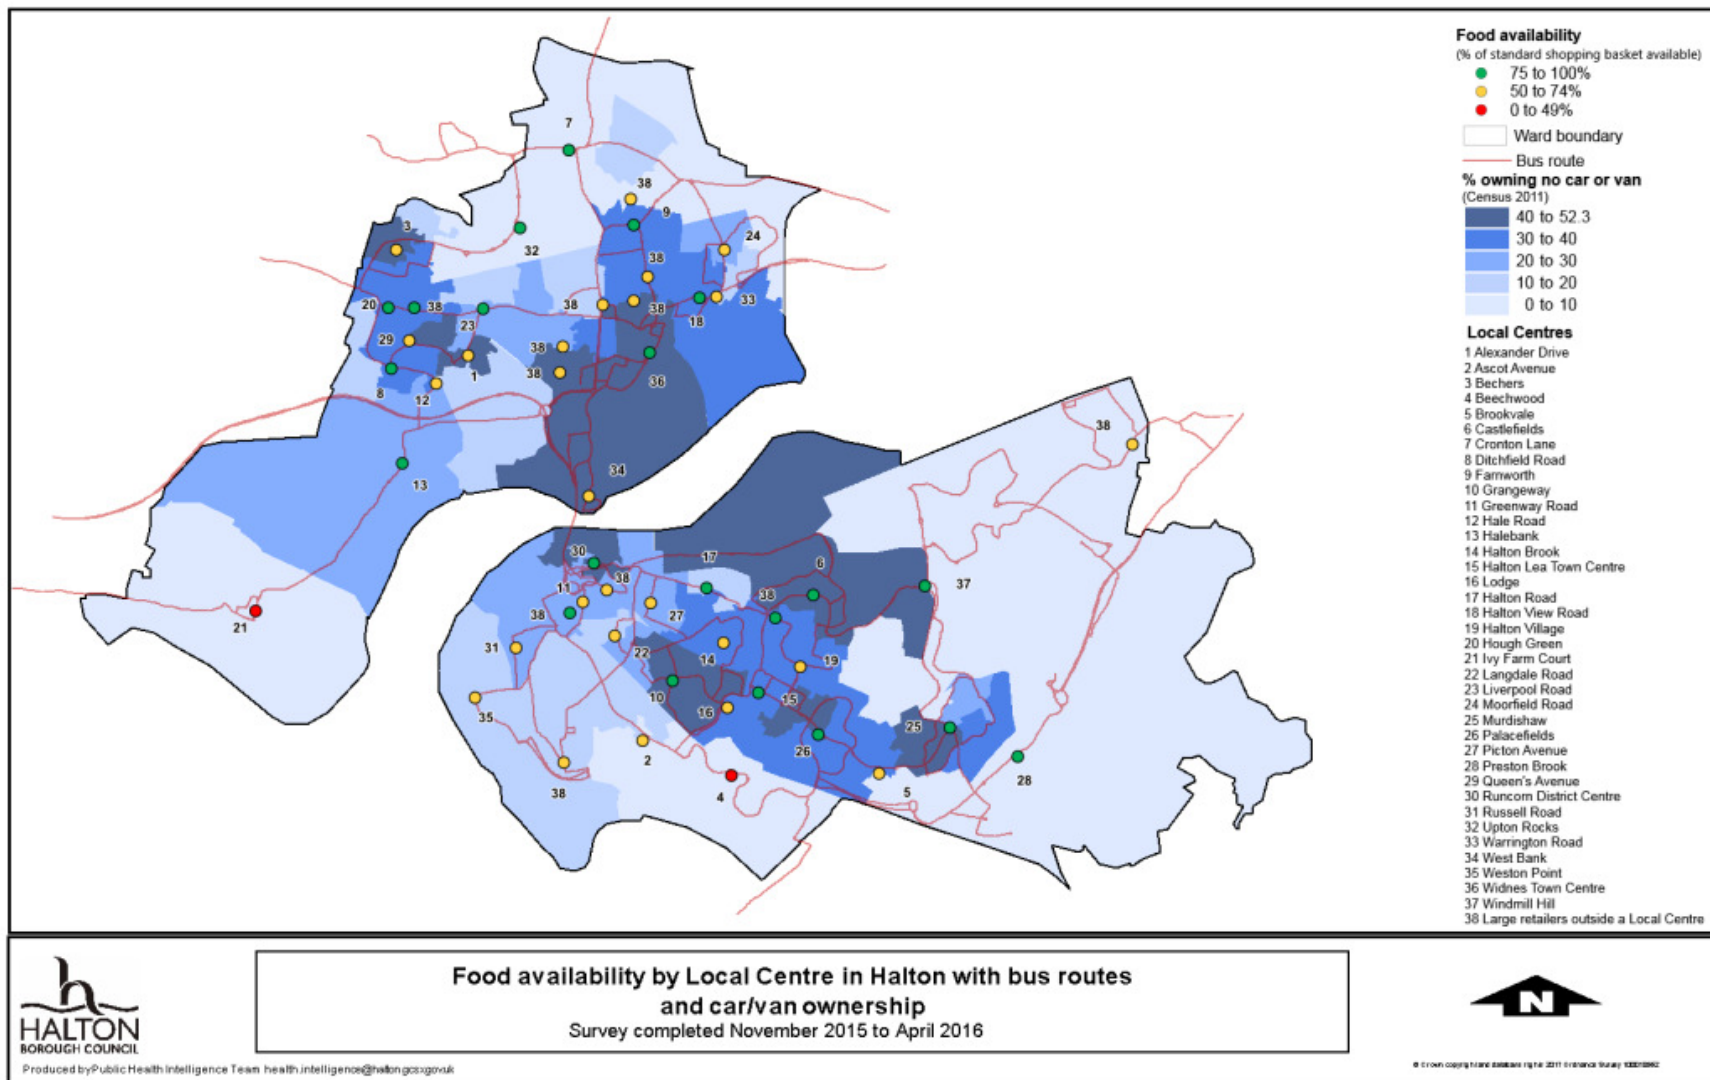 Food availability
(% of standard shopping basket available)
75 to 100%
50 to 74%
0 to 49%
Ward boundary
Bus route
% owning no car or van
(Census 2011)
40 to 52.3
30 to 40
20 to 30
10 to 20
0 to 10
Local Centres
1 Alexander Drive
2 Ascot Avenue
3 Bechers
4 Beechwood
5 Brookvale
6 Castlefields
7 Cronton Lane
8 Ditchfield Road
9 Farnworth
10 Grangeway
11 Greenway Road
12 Hale Road
13 Halebank
14 Halton Brook
15 Halton Lea Town Centre
16 Lodge
17 Halton Road
18 Halton View Road
19 Halton Village
20 Hough Green
21 Ivy Farm Court
22 Langdale Road
23 Liverpool Road
24 Moorfield Road
25 Murdishaw
26 Palacefields
27 Picton Avenue
28 Preston Brook
29 Queen's Avenue
30 Runcorn District Centre
31 Russell Road
32 Upton Rocks
33 Warrington Road
34 West Bank
35 Weston Point
36 Widnes Town Centre
37 Windmill Hill
38 Large retailers outside a Local Centre
7
38
3
9
24
32
38
20
38
38
38
33
23
18
29
38
1
38
36
8
12
38
13
34
30
17
6
37
38
11
38
38
27
21
31
22
14
19
10
15
35
16
25
26
2
28
38
4
5
HALTON
BOROUGH COUNCIL
Food availability by Local Centre in Halton with bus routes
and car/van ownership
Survey completed November 2015 to April 2016
N
Produced by Public Health Intelligence Team health.intelligence@halton.gcsx.gov.uk